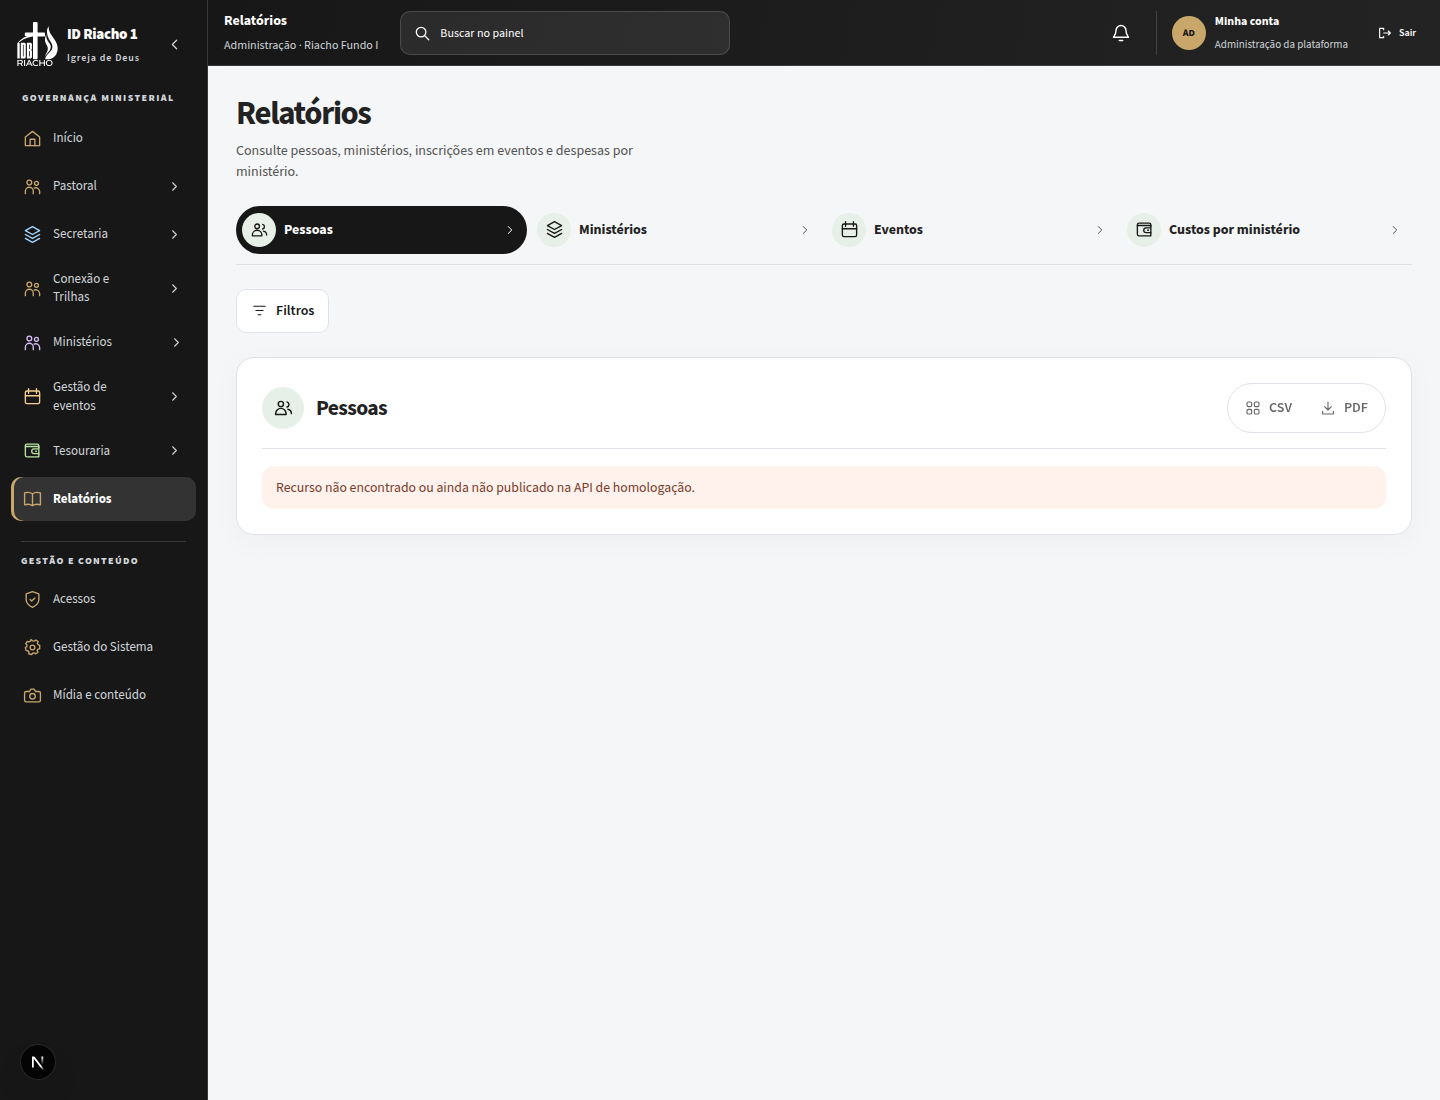 IDB
RIACHO
ID Riacho 1
Igreja de Deus
GOVERNANÇA MINISTERIAL
Início
Pastoral
Secretaria
Conexão e
Trilhas
Ministérios
Gestão de
eventos
Tesouraria
Relatórios
GESTÃO E CONTEÚDO
Acessos
Gestão do Sistema
Mídia e conteúdo
N
Relatórios
Administração · Riacho Fundo I
Buscar no painel
AD
Minha conta
Administração da plataforma
Sair
Relatórios
Consulte pessoas, ministérios, inscrições em eventos e despesas por
ministério.
Pessoas
Ministérios
Eventos
Custos por ministério
Filtros
Pessoas
CSV
PDF
Recurso não encontrado ou ainda não publicado na API de homologação.